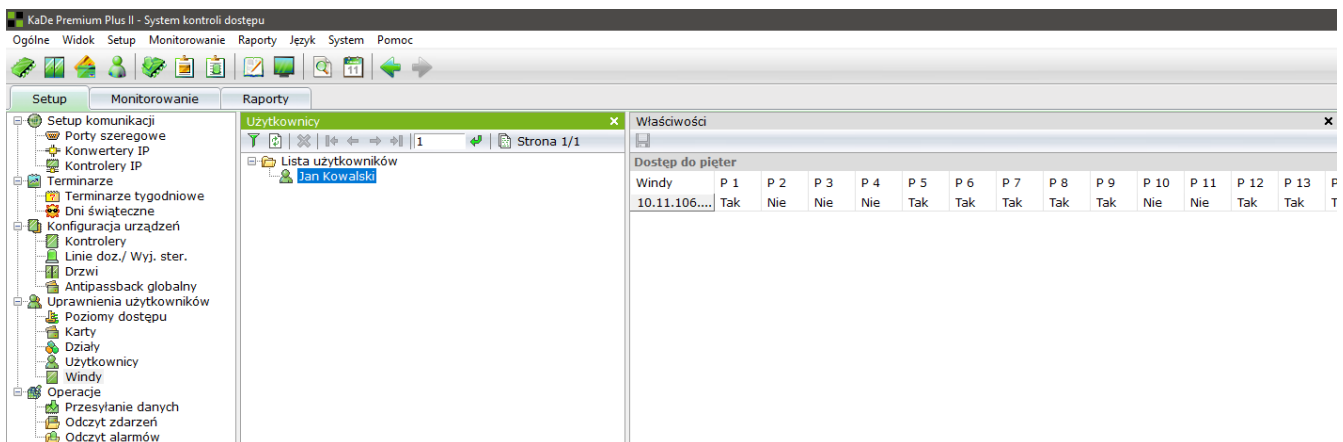 KaDe Premium Plus II - System kontroli dostępu
Ogólne Widok Setup Monitorowanie Raporty Język System Pomoc
11
Setup Monitorowanie Raporty
Setup komunikacji
Porty szeregowe
Konwertery IP
Kontrolery IP
Terminarze
Terminarze tygodniowe
Dni świąteczne
Konfiguracja urządzeń
Kontrolery
Linie doz./ Wyj. ster.
Drzwi
Antipassback globalny
Uprawnienia użytkowników
Poziomy dostępu
Karty
Działy
Użytkownicy
Windy
Operacje
Przesyłanie danych
Odczyt zdarzeń
Odczyt alarmów
Użytkownicy
1 Strona 1/1
Lista użytkowników
Jan Kowalski
Właściwości
Dostęp do pięter
Windy P 1 P 2 P 3 P 4 P 5 P 6 P 7 P 8 P 9 P 10 P 11 P 12 P 13 P
10.11.106.... Tak Nie Nie Nie Tak Tak Tak Tak Tak Nie Nie Tak Tak T